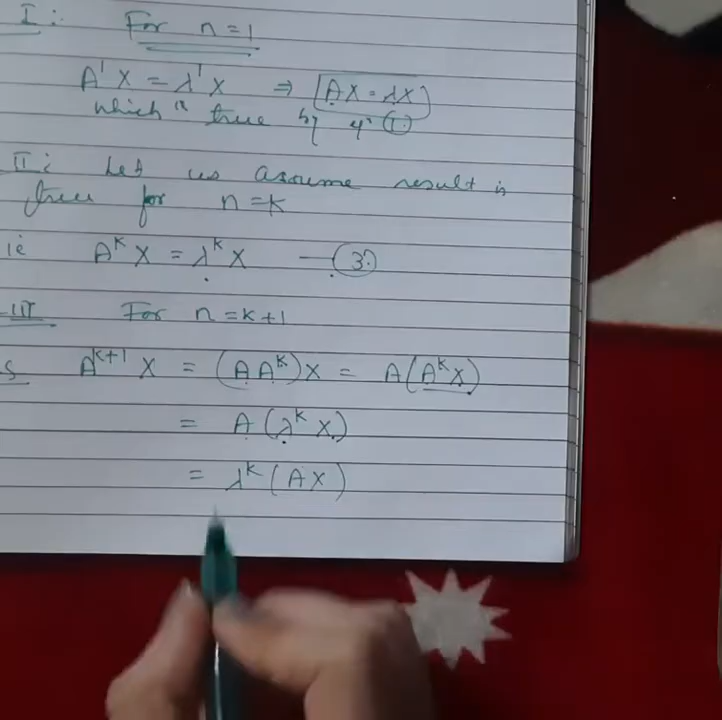 I: For n=1
A¹X = λ¹X ⇒ AX = λX
which is true by eqⁿ (1)
II: Let us assume result is
true for n=k
ie A^k X = λ^k X — (3)
III For n=k+1
S A^{k+1} X = (A A^k)X = A(A^k X)
= A(λ^k X)
= λ^k (AX)